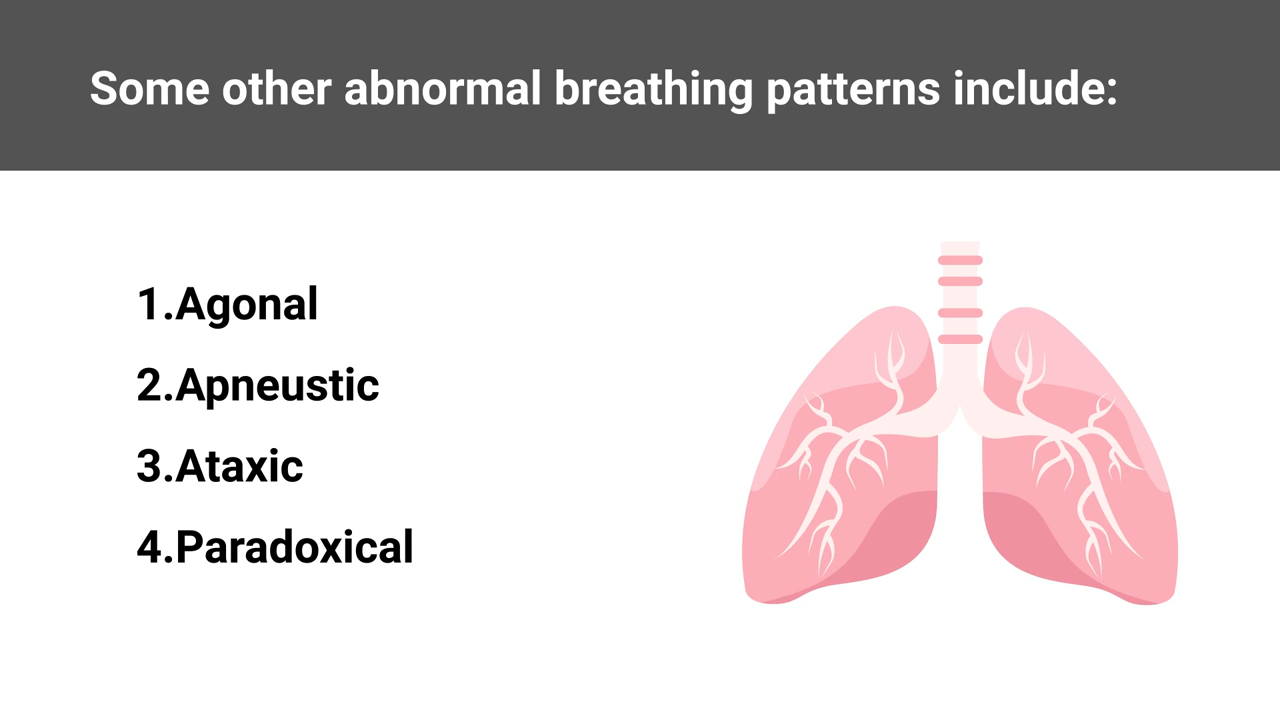 Some other abnormal breathing patterns include:
1.Agonal
2.Apneustic
3.Ataxic
4.Paradoxical